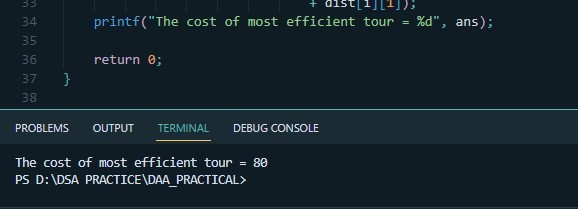 33 + dist[i][1]);
34 printf("The cost of most efficient tour = %d", ans);
35
36 return 0;
37 }
38
PROBLEMS OUTPUT TERMINAL DEBUG CONSOLE
The cost of most efficient tour = 80
PS D:\DSA PRACTICE\DAA_PRACTICAL>